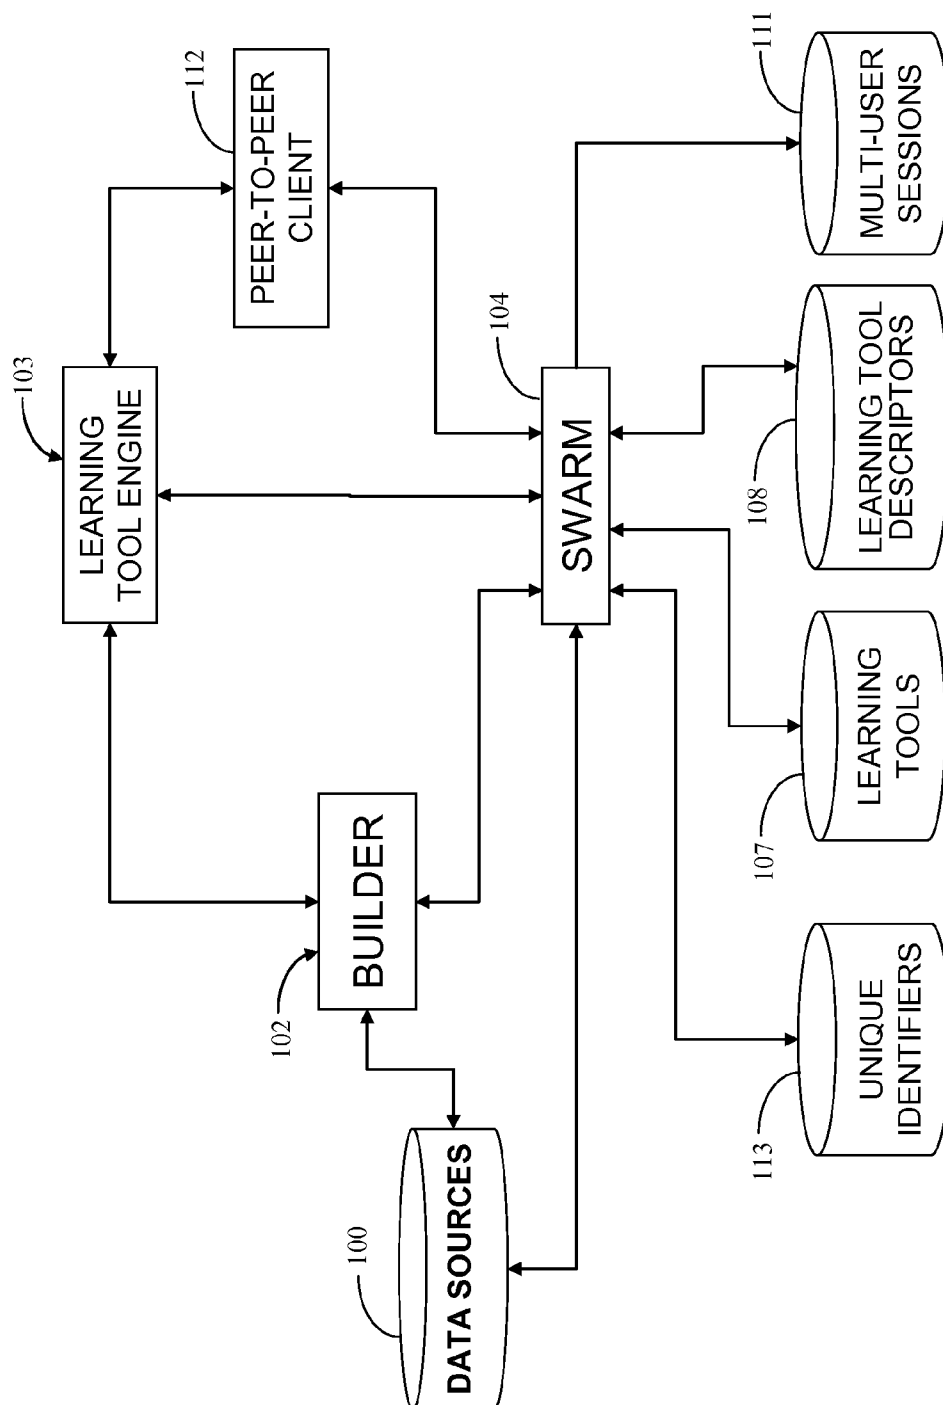 103
LEARNING
TOOL ENGINE
112
PEER-TO-PEER
CLIENT
102
BUILDER
100
DATA SOURCES
104
SWARM
113
UNIQUE
IDENTIFIERS
107
LEARNING
TOOLS
108
LEARNING TOOL
DESCRIPTORS
111
MULTI-USER
SESSIONS